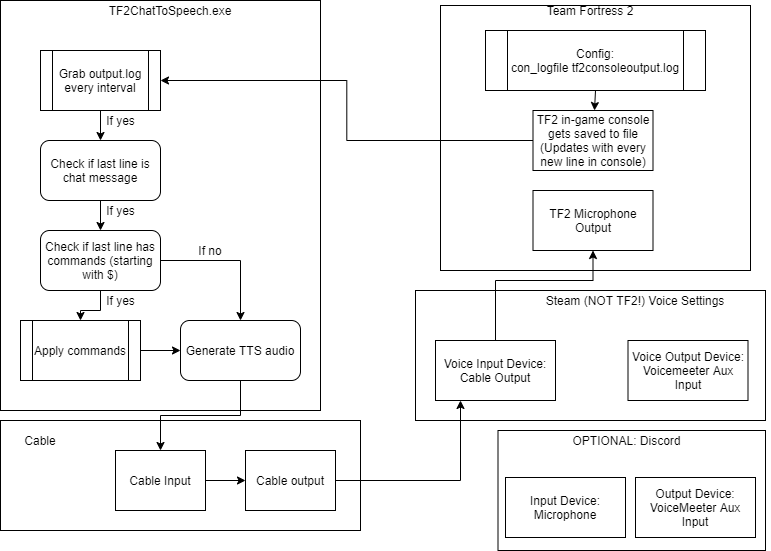 TF2ChatToSpeech.exe
Grab output.log
every interval
If yes
Check if last line is
chat message
If yes
Check if last line has
commands (starting
with $)
If no
If yes
Apply commands
Generate TTS audio
Team Fortress 2
Config:
con_logfile tf2consoleoutput.log
TF2 in-game console
gets saved to file
(Updates with every
new line in console)
TF2 Microphone
Output
Steam (NOT TF2!) Voice Settings
Voice Input Device:
Cable Output
Voice Output Device:
Voicemeeter Aux
Input
Cable
Cable Input
Cable output
OPTIONAL: Discord
Input Device:
Microphone
Output Device:
VoiceMeeter Aux
Input